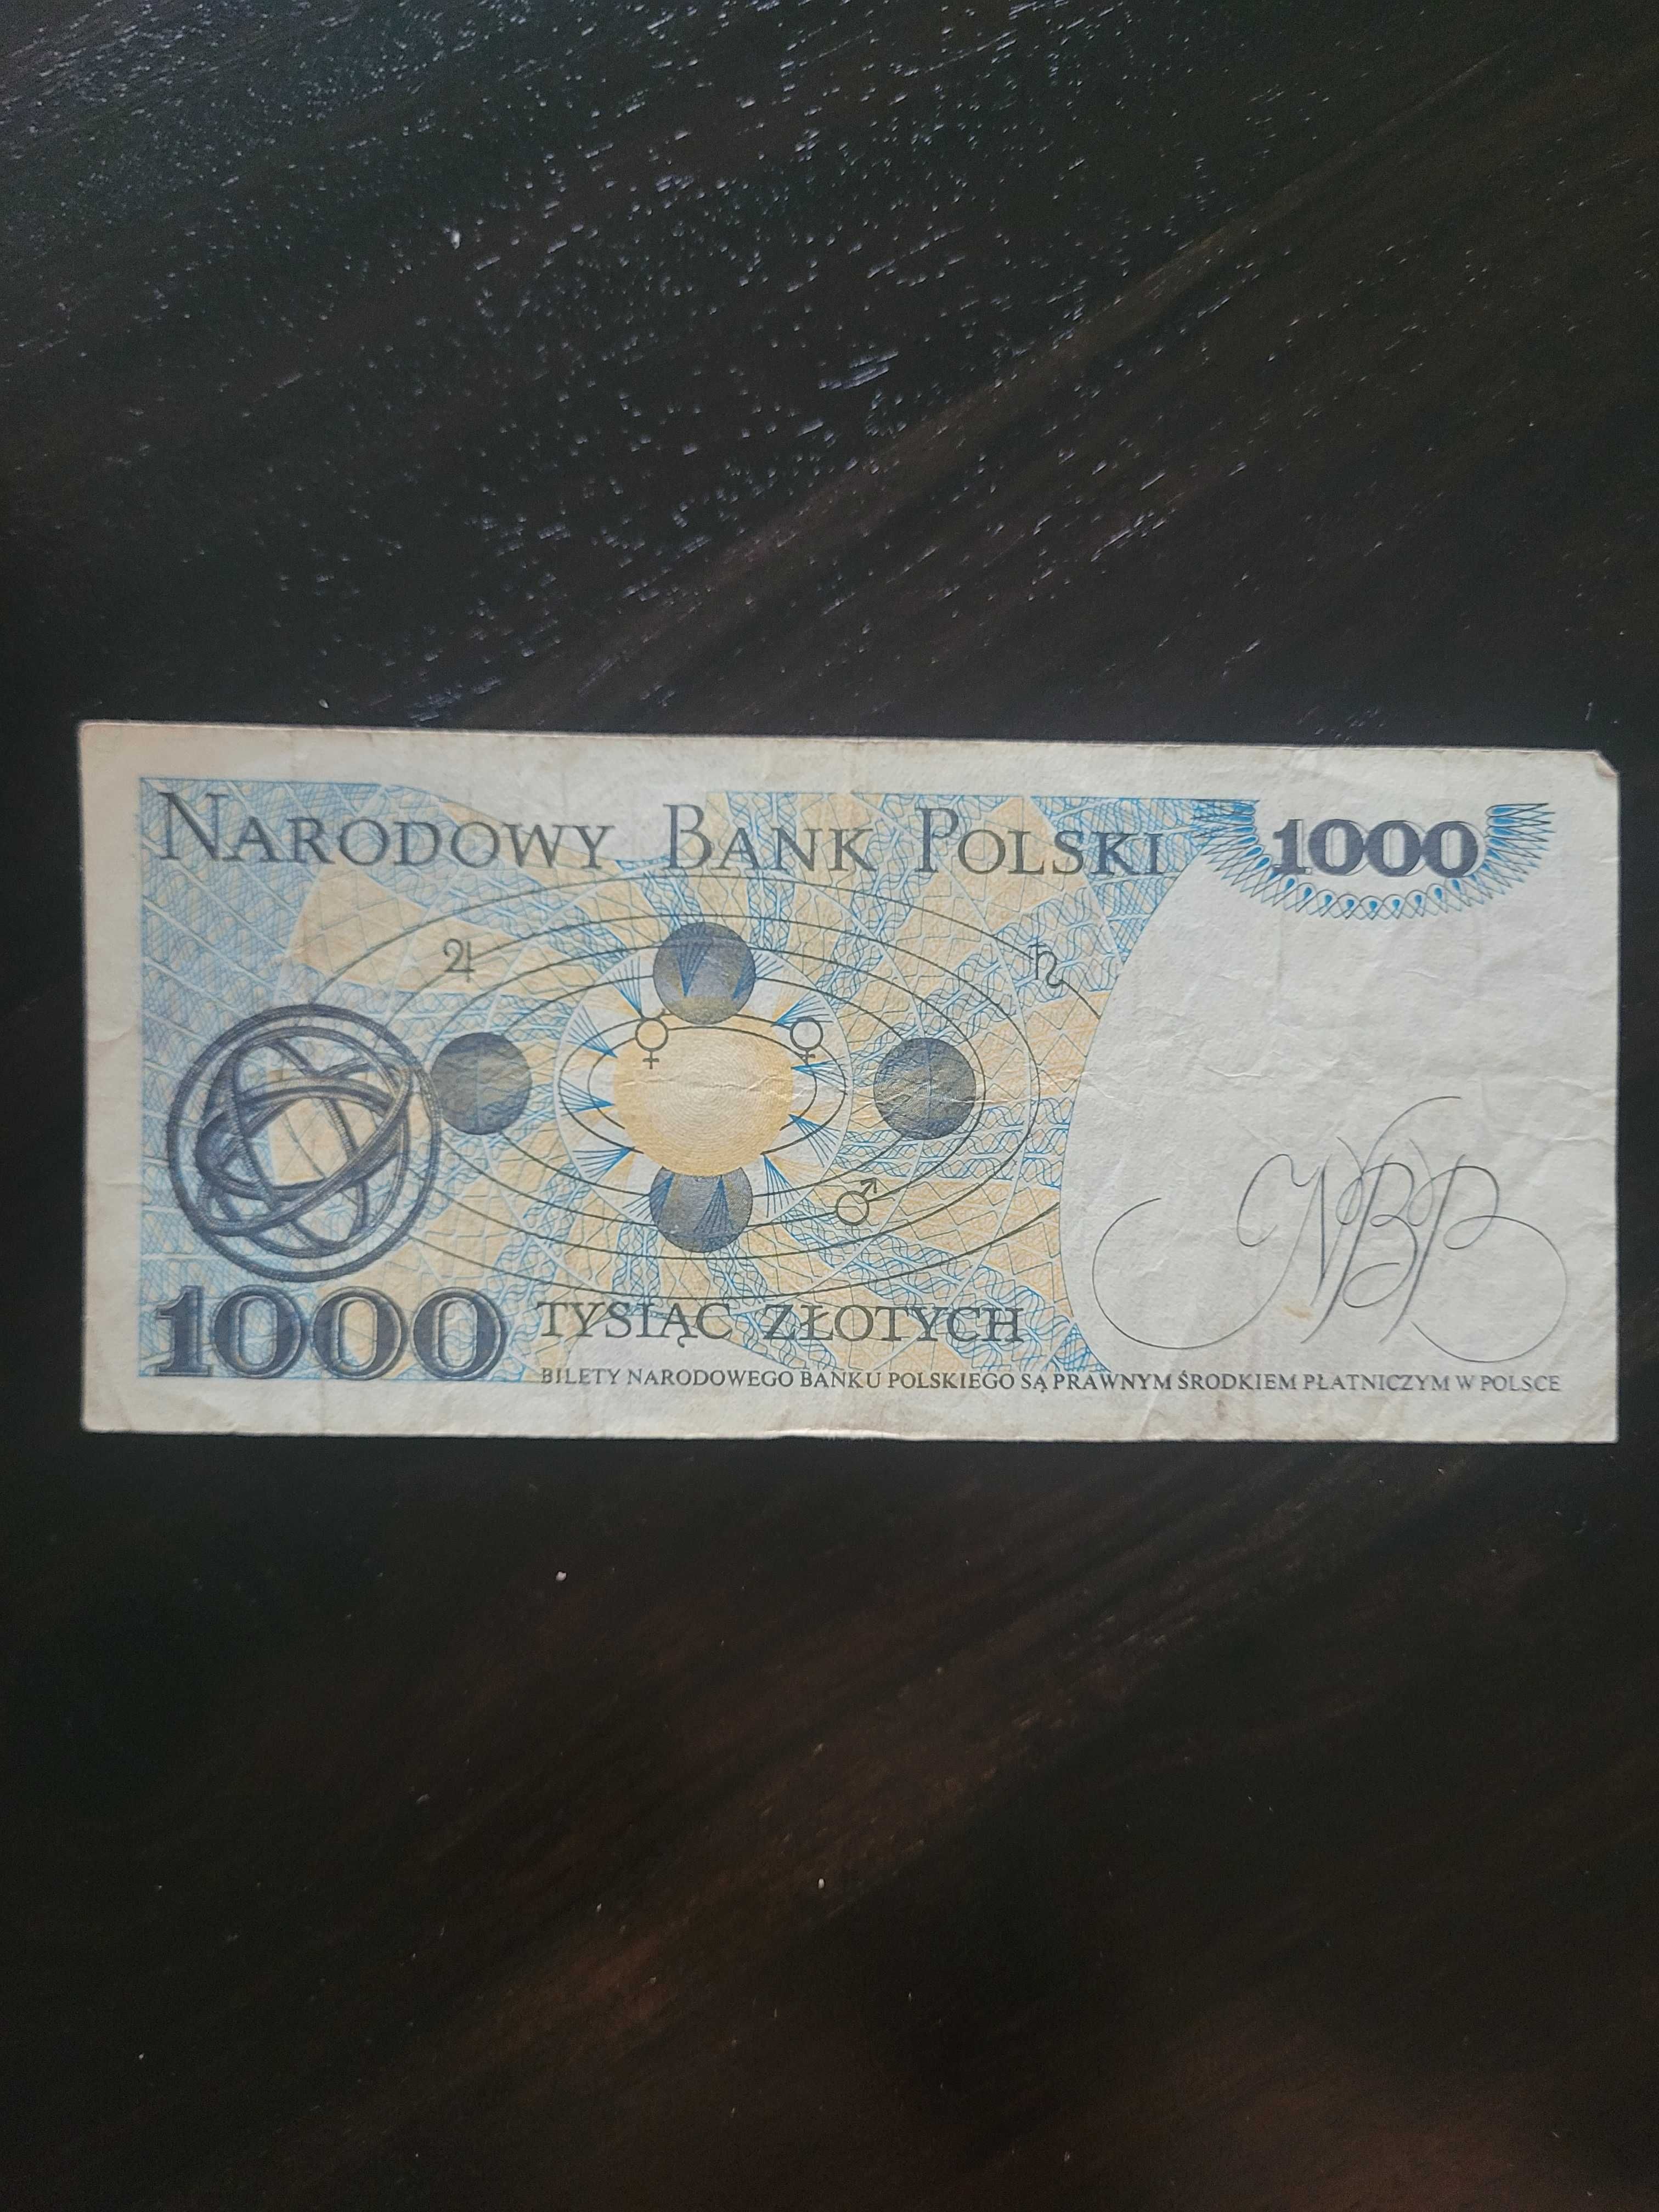 NARODOWY BANK POLSKI
1000
NBP
1000 TYSIĄC ZŁOTYCH
BILETY NARODOWEGO BANKU POLSKIEGO SĄ PRAWNYM ŚRODKIEM PŁATNICZYM W POLSCE